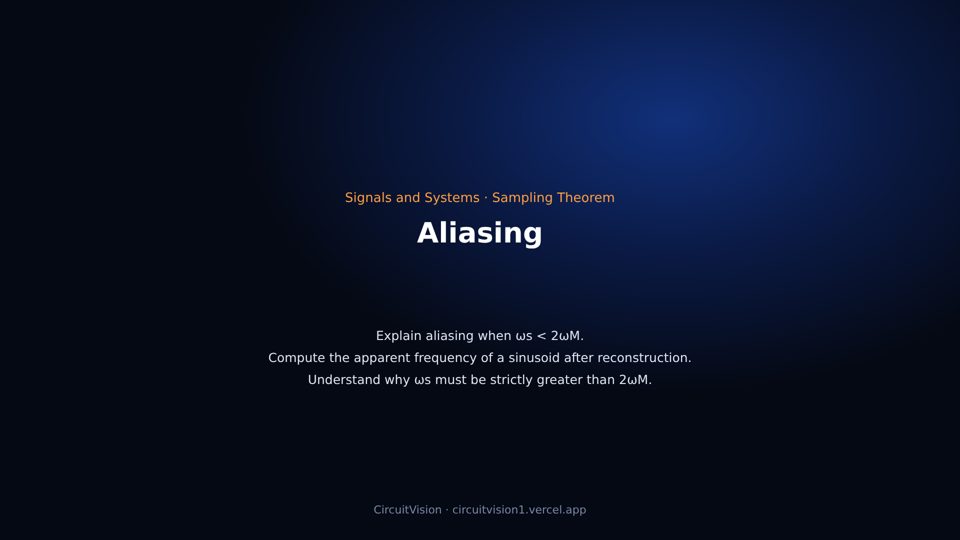 Signals and Systems · Sampling Theorem
Aliasing
Explain aliasing when ωs < 2ωM.
Compute the apparent frequency of a sinusoid after reconstruction.
Understand why ωs must be strictly greater than 2ωM.
CircuitVision · circuitvision1.vercel.app